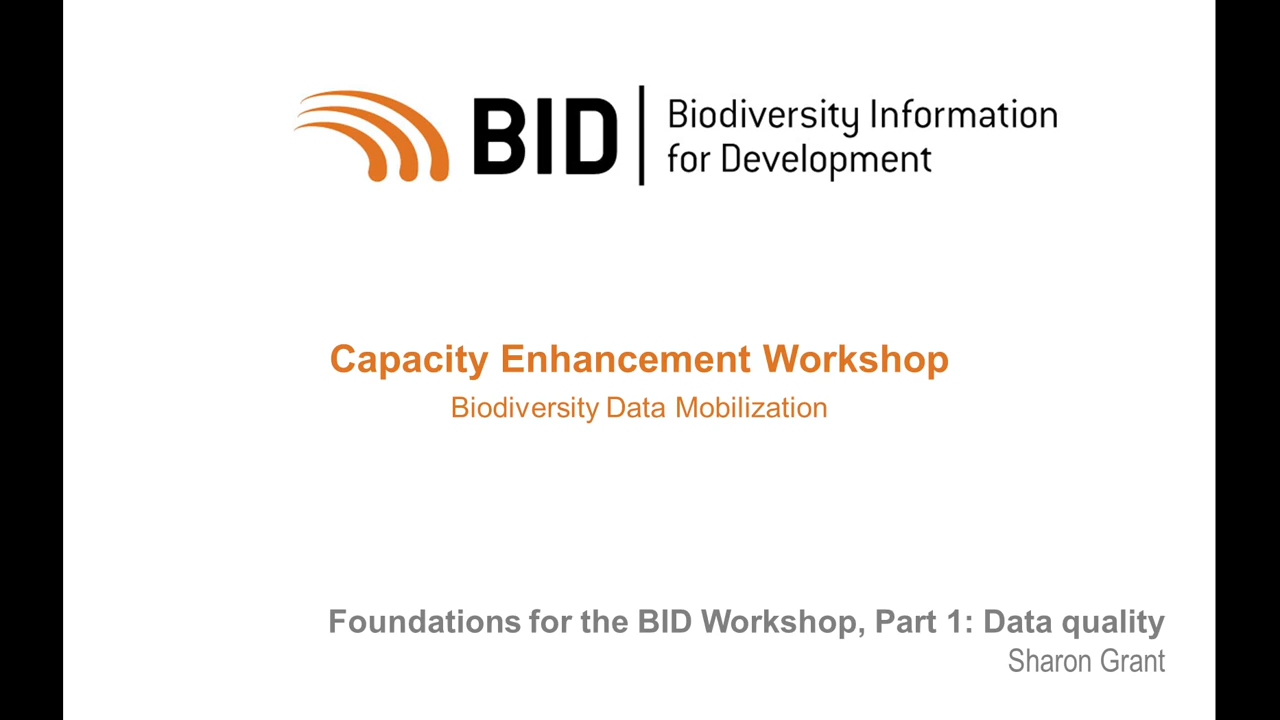 BID
Biodiversity Information
for Development
Capacity Enhancement Workshop
Biodiversity Data Mobilization
Foundations for the BID Workshop, Part 1: Data quality
Sharon Grant